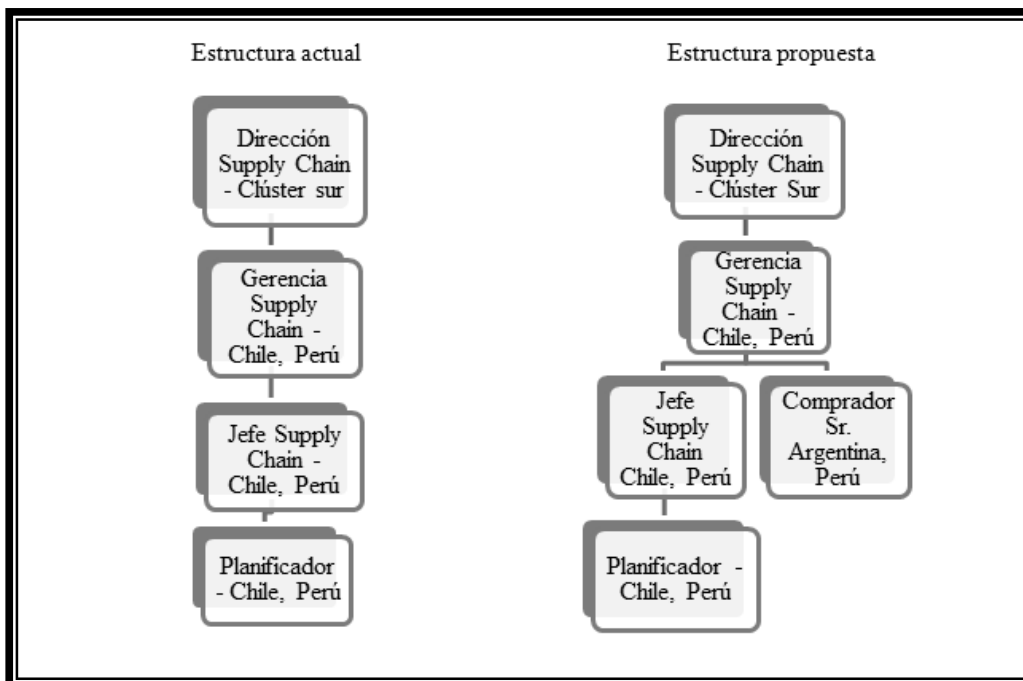 Estructura actual
Dirección
Supply Chain
- Clúster sur
Gerencia
Supply
Chain -
Chile, Perú
Jefe Supply
Chain -
Chile, Perú
Planificador
- Chile, Perú
Estructura propuesta
Dirección
Supply Chain
- Clúster Sur
Gerencia
Supply
Chain -
Chile, Perú
Jefe
Supply
Chain
Chile, Perú
Comprador
Sr.
Argentina,
Perú
Planificador -
Chile, Perú